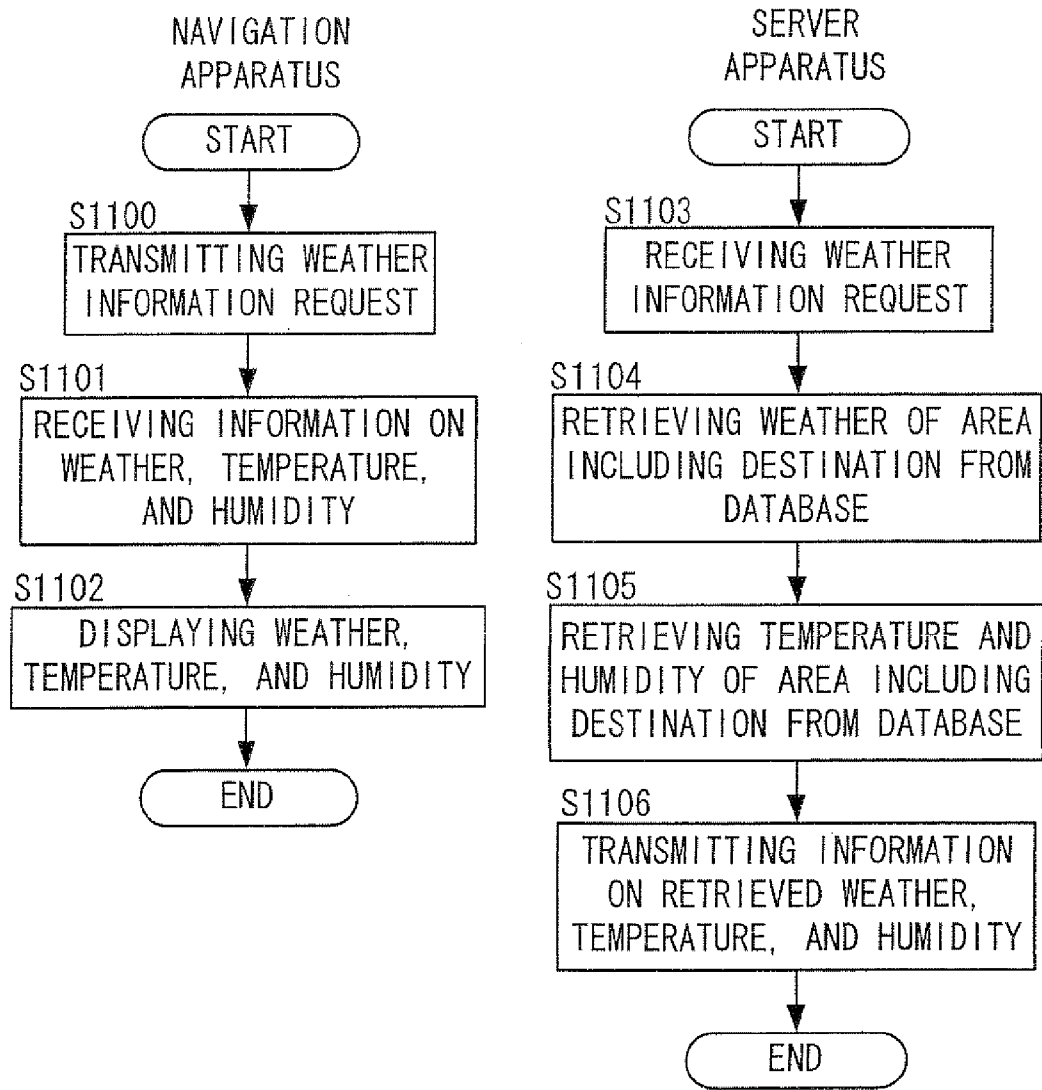 NAVIGATION
APPARATUS
START
S1100
TRANSMITTING WEATHER
INFORMATION REQUEST
S1101
RECEIVING INFORMATION ON
WEATHER, TEMPERATURE,
AND HUMIDITY
S1102
DISPLAYING WEATHER,
TEMPERATURE, AND HUMIDITY
END
SERVER
APPARATUS
START
S1103
RECEIVING WEATHER
INFORMATION REQUEST
S1104
RETRIEVING WEATHER OF AREA
INCLUDING DESTINATION FROM
DATABASE
S1105
RETRIEVING TEMPERATURE AND
HUMIDITY OF AREA INCLUDING
DESTINATION FROM DATABASE
S1106
TRANSMITTING INFORMATION
ON RETRIEVED WEATHER,
TEMPERATURE, AND HUMIDITY
END